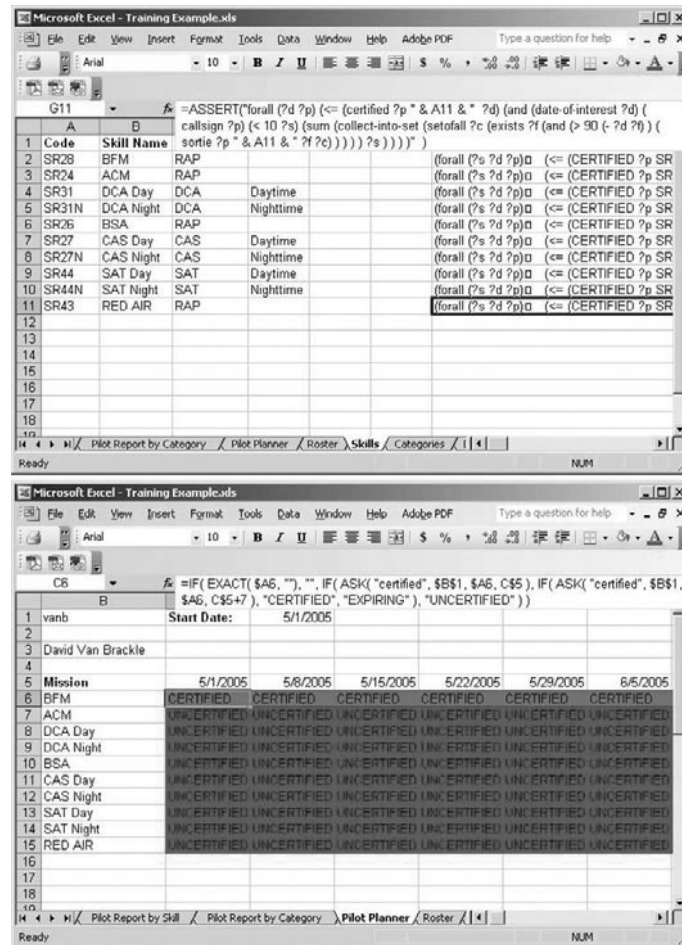 Microsoft Excel - Training Example.xls
File Edit View Insert Format Tools Data Window Help Adobe PDF Type a question for help
Arial 10 B I U $ % ,
G11 fx =ASSERT("forall (?d ?p) (<= (certified ?p " & A11 & " ?d) (and (date-of-interest ?d) (
callsign ?p) (< 10 ?s) (sum (collect-into-set (setofall ?c (exists ?f (and (> 90 (- ?d ?f) ) (
sortie ?p " & A11 & " ?f ?c) ) ) ) ) ?s ) ) ) )" )
A B
1 Code Skill Name
2 SR28 BFM RAP (forall (?s ?d ?p) (<= (CERTIFIED ?p SR
3 SR24 ACM RAP (forall (?s ?d ?p) (<= (CERTIFIED ?p SR
4 SR31 DCA Day DCA Daytime (forall (?s ?d ?p) (<= (CERTIFIED ?p SR
5 SR31N DCA Night DCA Nighttime (forall (?s ?d ?p) (<= (CERTIFIED ?p SR
6 SR26 BSA RAP (forall (?s ?d ?p) (<= (CERTIFIED ?p SR
7 SR27 CAS Day CAS Daytime (forall (?s ?d ?p) (<= (CERTIFIED ?p SR
8 SR27N CAS Night CAS Nighttime (forall (?s ?d ?p) (<= (CERTIFIED ?p SR
9 SR44 SAT Day SAT Daytime (forall (?s ?d ?p) (<= (CERTIFIED ?p SR
10 SR44N SAT Night SAT Nighttime (forall (?s ?d ?p) (<= (CERTIFIED ?p SR
11 SR43 RED AIR RAP (forall (?s ?d ?p) (<= (CERTIFIED ?p SR
12
13
14
15
16
17
18
Pilot Report by Category Pilot Planner Roster Skills Categories
Ready NUM
Microsoft Excel - Training Example.xls
File Edit View Insert Format Tools Data Window Help Adobe PDF Type a question for help
Arial 10 B I U $ % ,
C6 fx =IF( EXACT( $A6, ""), "", IF( ASK( "certified", $B$1, $A6, C$5 ), IF( ASK( "certified", $B$1,
$A6, C$5+7 ), "CERTIFIED", "EXPIRING" ), "UNCERTIFIED" ) )
B
1 vanb Start Date: 5/1/2005
2
3 David Van Brackle
4
5 Mission 5/1/2005 5/8/2005 5/15/2005 5/22/2005 5/29/2005 6/5/2005
6 BFM CERTIFIED CERTIFIED CERTIFIED CERTIFIED CERTIFIED CERTIFIED
7 ACM UNCERTIFIED UNCERTIFIED UNCERTIFIED UNCERTIFIED UNCERTIFIED UNCERTIFIED
8 DCA Day UNCERTIFIED UNCERTIFIED UNCERTIFIED UNCERTIFIED UNCERTIFIED UNCERTIFIED
9 DCA Night UNCERTIFIED UNCERTIFIED UNCERTIFIED UNCERTIFIED UNCERTIFIED UNCERTIFIED
10 BSA UNCERTIFIED UNCERTIFIED UNCERTIFIED UNCERTIFIED UNCERTIFIED UNCERTIFIED
11 CAS Day UNCERTIFIED UNCERTIFIED UNCERTIFIED UNCERTIFIED UNCERTIFIED UNCERTIFIED
12 CAS Night UNCERTIFIED UNCERTIFIED UNCERTIFIED UNCERTIFIED UNCERTIFIED UNCERTIFIED
13 SAT Day UNCERTIFIED UNCERTIFIED UNCERTIFIED UNCERTIFIED UNCERTIFIED UNCERTIFIED
14 SAT Night UNCERTIFIED UNCERTIFIED UNCERTIFIED UNCERTIFIED UNCERTIFIED UNCERTIFIED
15 RED AIR UNCERTIFIED UNCERTIFIED UNCERTIFIED UNCERTIFIED UNCERTIFIED UNCERTIFIED
16
17
18
Pilot Report by Skill Pilot Report by Category Pilot Planner Roster
Ready NUM